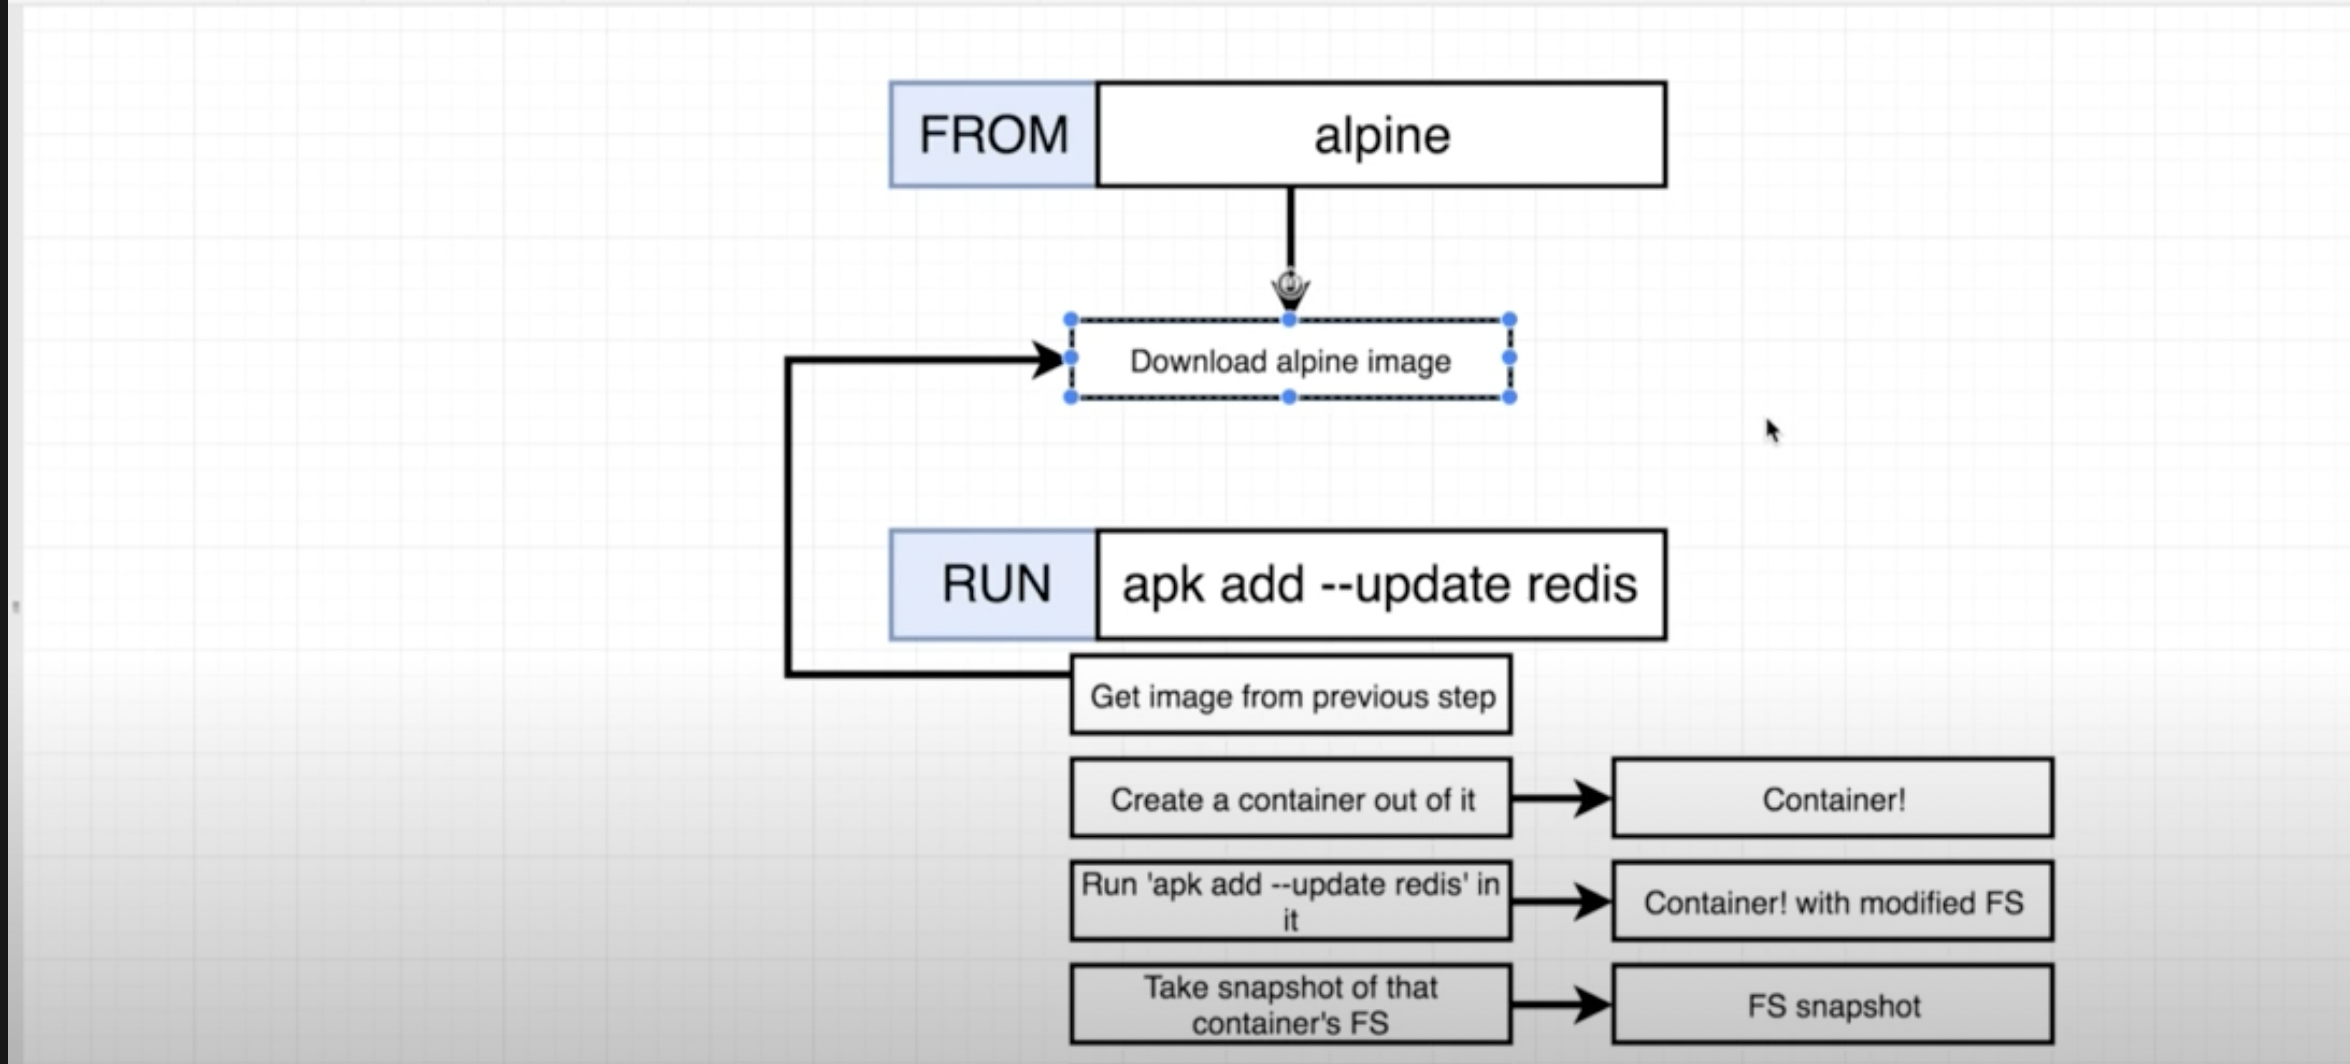 FROM
alpine
Download alpine image
RUN
apk add --update redis
Get image from previous step
Create a container out of it
Container!
Run 'apk add --update redis' in
it
Container! with modified FS
Take snapshot of that
container's FS
FS snapshot